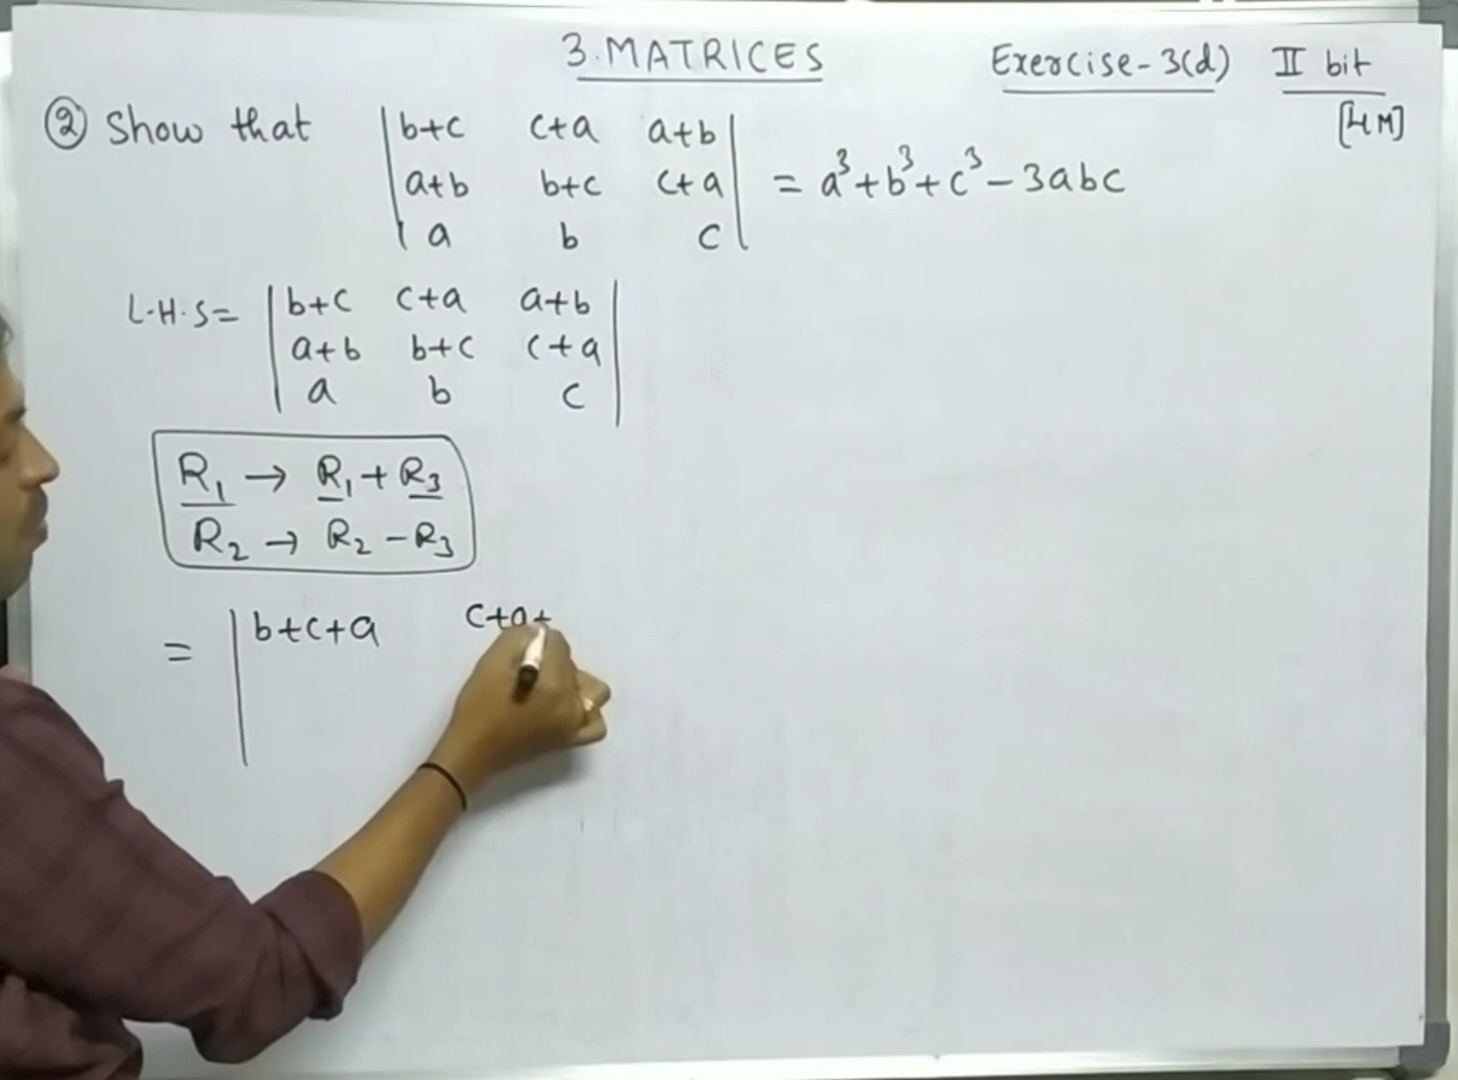 3. MATRICES Exercise - 3(d) II bit
[4M]
② Show that | b+c c+a a+b |
| a+b b+c c+a | = a³+b³+c³-3abc
| a b c |
L.H.S = | b+c c+a a+b |
| a+b b+c c+a |
| a b c |
R₁ → R₁ + R₃
R₂ → R₂ - R₃
= | b+c+a c+a+